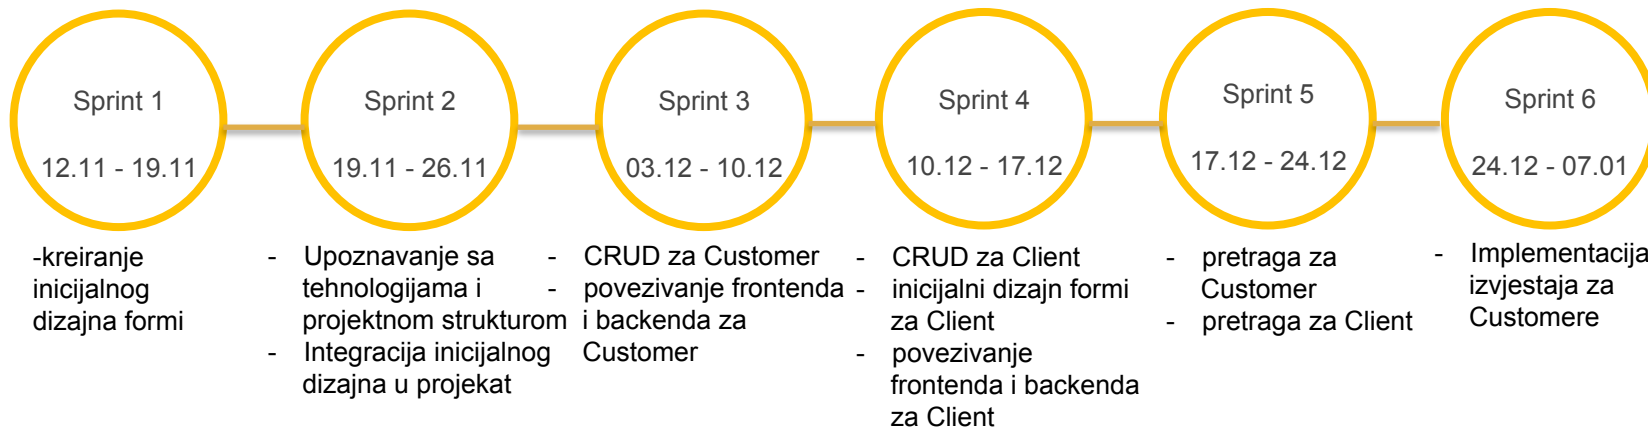 Sprint 1
12.11 - 19.11
-kreiranje
inicijalnog
dizajna formi
Sprint 2
19.11 - 26.11
- Upoznavanje sa
tehnologijama i
projektnom strukturom
- Integracija inicijalnog
dizajna u projekat
Sprint 3
03.12 - 10.12
- CRUD za Customer
- povezivanje frontenda
i backenda za
Customer
Sprint 4
10.12 - 17.12
- CRUD za Client
- inicijalni dizajn formi
za Client
- povezivanje
frontenda i backenda
za Client
Sprint 5
17.12 - 24.12
- pretraga za
Customer
- pretraga za Client
Sprint 6
24.12 - 07.01
- Implementacija
izvjestaja za
Customere